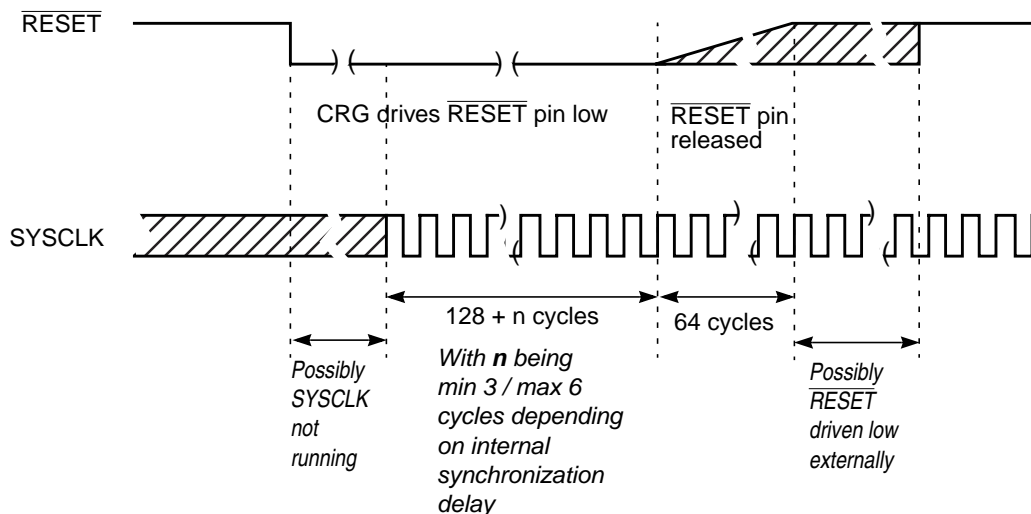 RESET
CRG drives RESET pin low
RESET pin
released
SYSCLK
128 + n cycles
64 cycles
Possibly
SYSCLK
not
running
With n being
min 3 / max 6
cycles depending
on internal
synchronization
delay
Possibly
RESET
driven low
externally